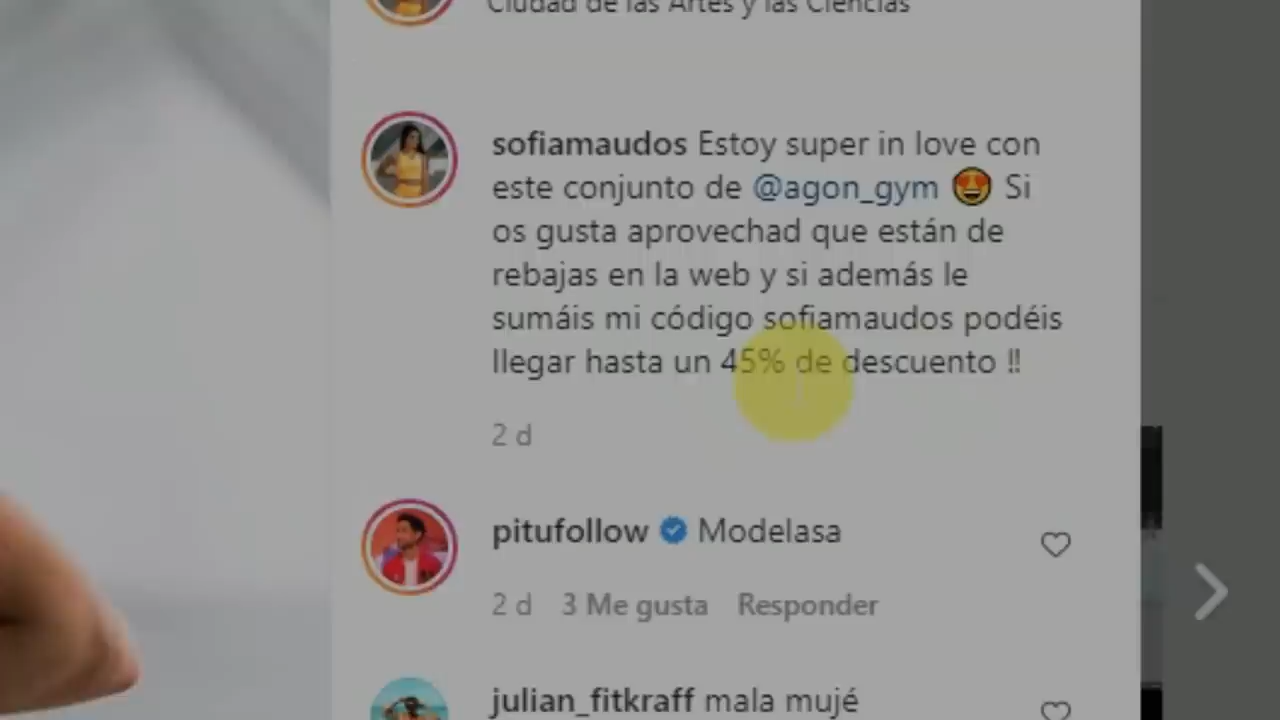 Ciudad de las Artes y las Ciencias
sofiamaudos Estoy super in love con
este conjunto de @agon_gym 😍 Si
os gusta aprovechad que están de
rebajas en la web y si además le
sumáis mi código sofiamaudos podéis
llegar hasta un 45% de descuento !!
2 d
pitufollow Modelasa
2 d 3 Me gusta Responder
julian_fitkraff mala mujé